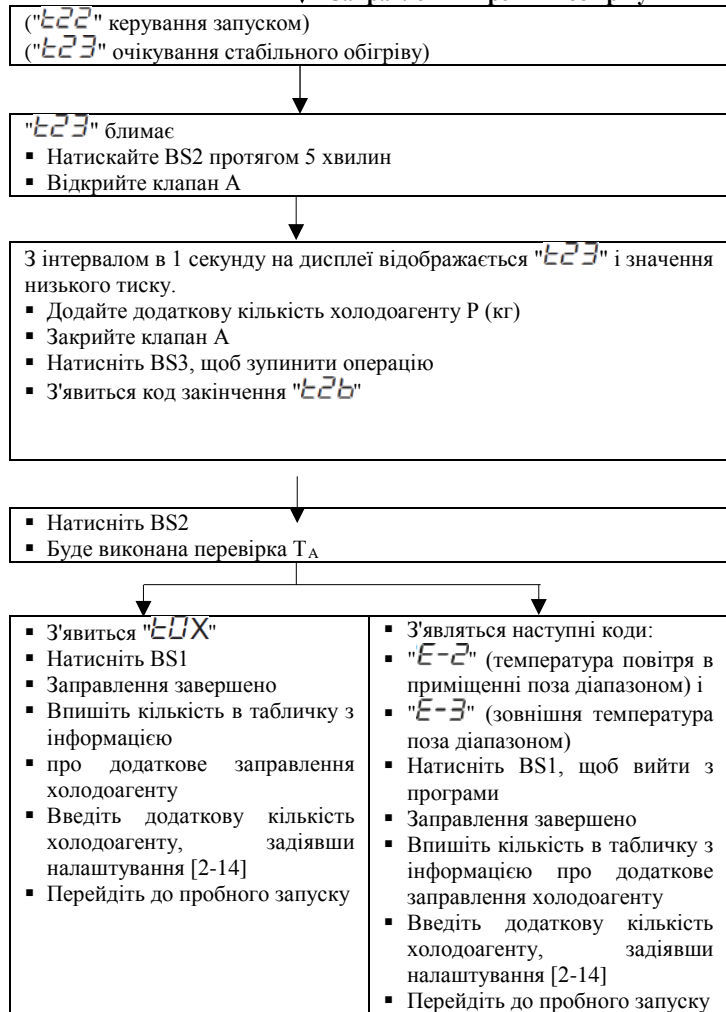 ("t22" керування запуском)
("t23" очікування стабільного обігріву)
"t23" блимає
▪ Натискайте BS2 протягом 5 хвилин
▪ Відкрийте клапан A
З інтервалом в 1 секунду на дисплеї відображається "t23" і значення
низького тиску.
▪ Додайте додаткову кількість холодоагенту P (кг)
▪ Закрийте клапан A
▪ Натисніть BS3, щоб зупинити операцію
▪ З'явиться код закінчення "t2b"
▪ Натисніть BS2
▪ Буде виконана перевірка TA
▪ З'явиться "t0X"
▪ Натисніть BS1
▪ Заправлення завершено
▪ Впишіть кількість в табличку з
інформацією
▪ про додаткове заправлення
холодоагенту
▪ Введіть додаткову кількість
холодоагенту, задіявши
налаштування [2-14]
▪ Перейдіть до пробного запуску
▪ З'являться наступні коди:
▪ "E-2" (температура повітря в
приміщенні поза діапазоном) і
▪ "E-3" (зовнішня температура
поза діапазоном)
▪ Натисніть BS1, щоб вийти з
програми
▪ Заправлення завершено
▪ Впишіть кількість в табличку з
інформацією про додаткове
заправлення холодоагенту
▪ Введіть додаткову кількість
холодоагенту, задіявши
налаштування [2-14]
▪ Перейдіть до пробного запуску